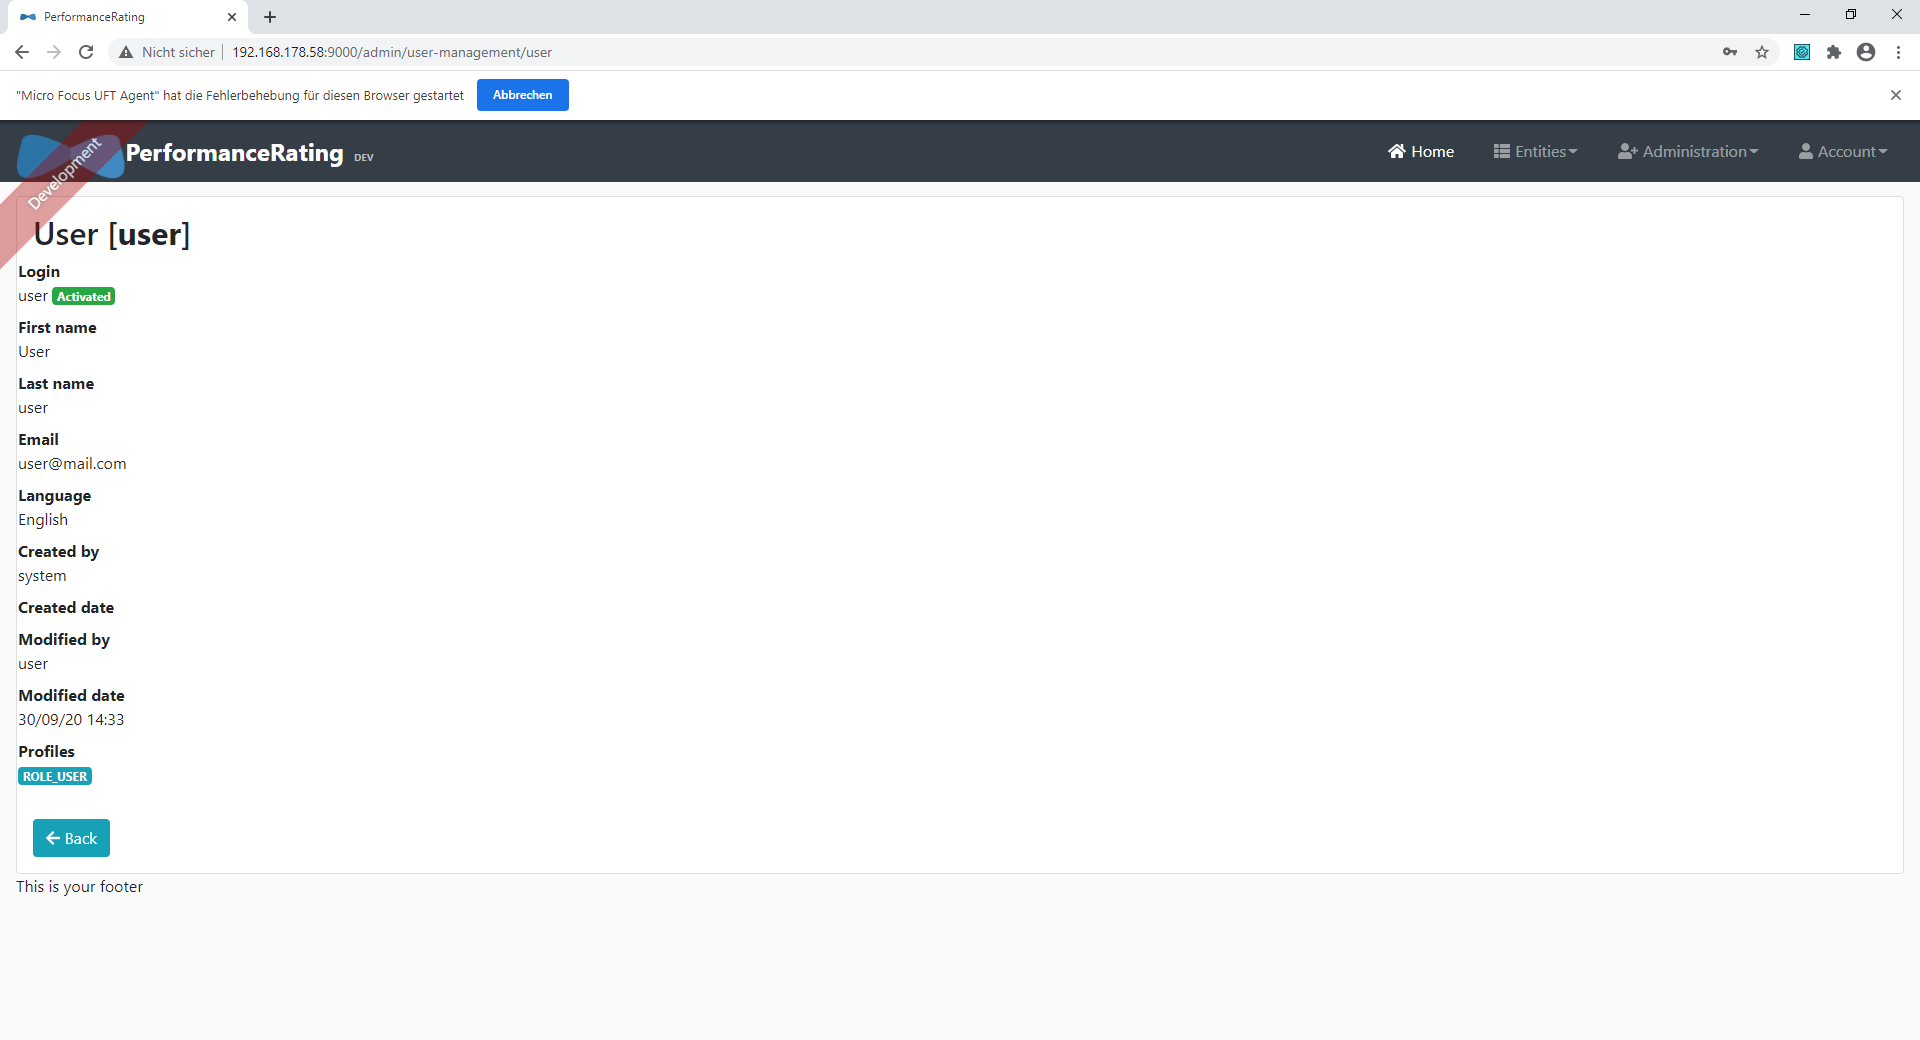 PerformanceRating
Nicht sicher
192.168.178.58:9000/admin/user-management/user
"Micro Focus UFT Agent" hat die Fehlerbehebung für diesen Browser gestartet
Abbrechen
Development
PerformanceRating DEV
Home
Entities
Administration
Account
User [user]
Login
user Activated
First name
User
Last name
user
Email
user@mail.com
Language
English
Created by
system
Created date
Modified by
user
Modified date
30/09/20 14:33
Profiles
ROLE_USER
Back
This is your footer